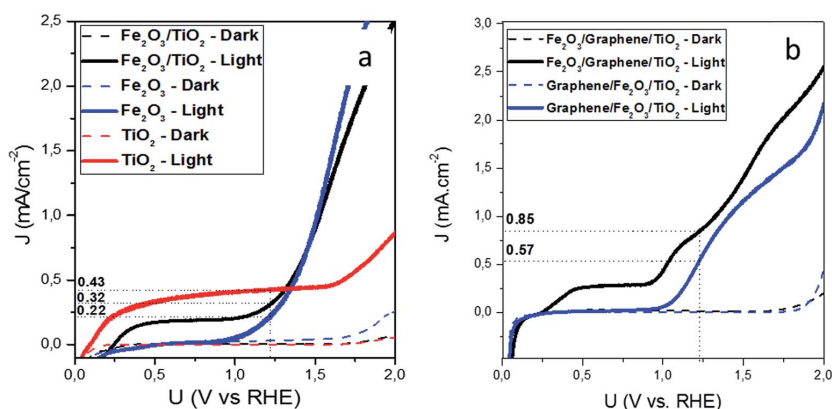 a
Fe₂O₃/TiO₂ - Dark
Fe₂O₃/TiO₂ - Light
Fe₂O₃ - Dark
Fe₂O₃ - Light
TiO₂ - Dark
TiO₂ - Light
J (mA/cm⁻²)
2,5
2,0
1,5
1,0
0,5
0,0
0.43
0.32
0.22
0,0
0,5
1,0
1,5
2,0
U (V vs RHE)
b
Fe₂O₃/Graphene/TiO₂ - Dark
Fe₂O₃/Graphene/TiO₂ - Light
Graphene/Fe₂O₃/TiO₂ - Dark
Graphene/Fe₂O₃/TiO₂ - Light
J (mA.cm⁻²)
3,0
2,5
2,0
1,5
1,0
0,5
0,0
0.85
0.57
0,0
0,5
1,0
1,5
2,0
U (V vs. RHE)